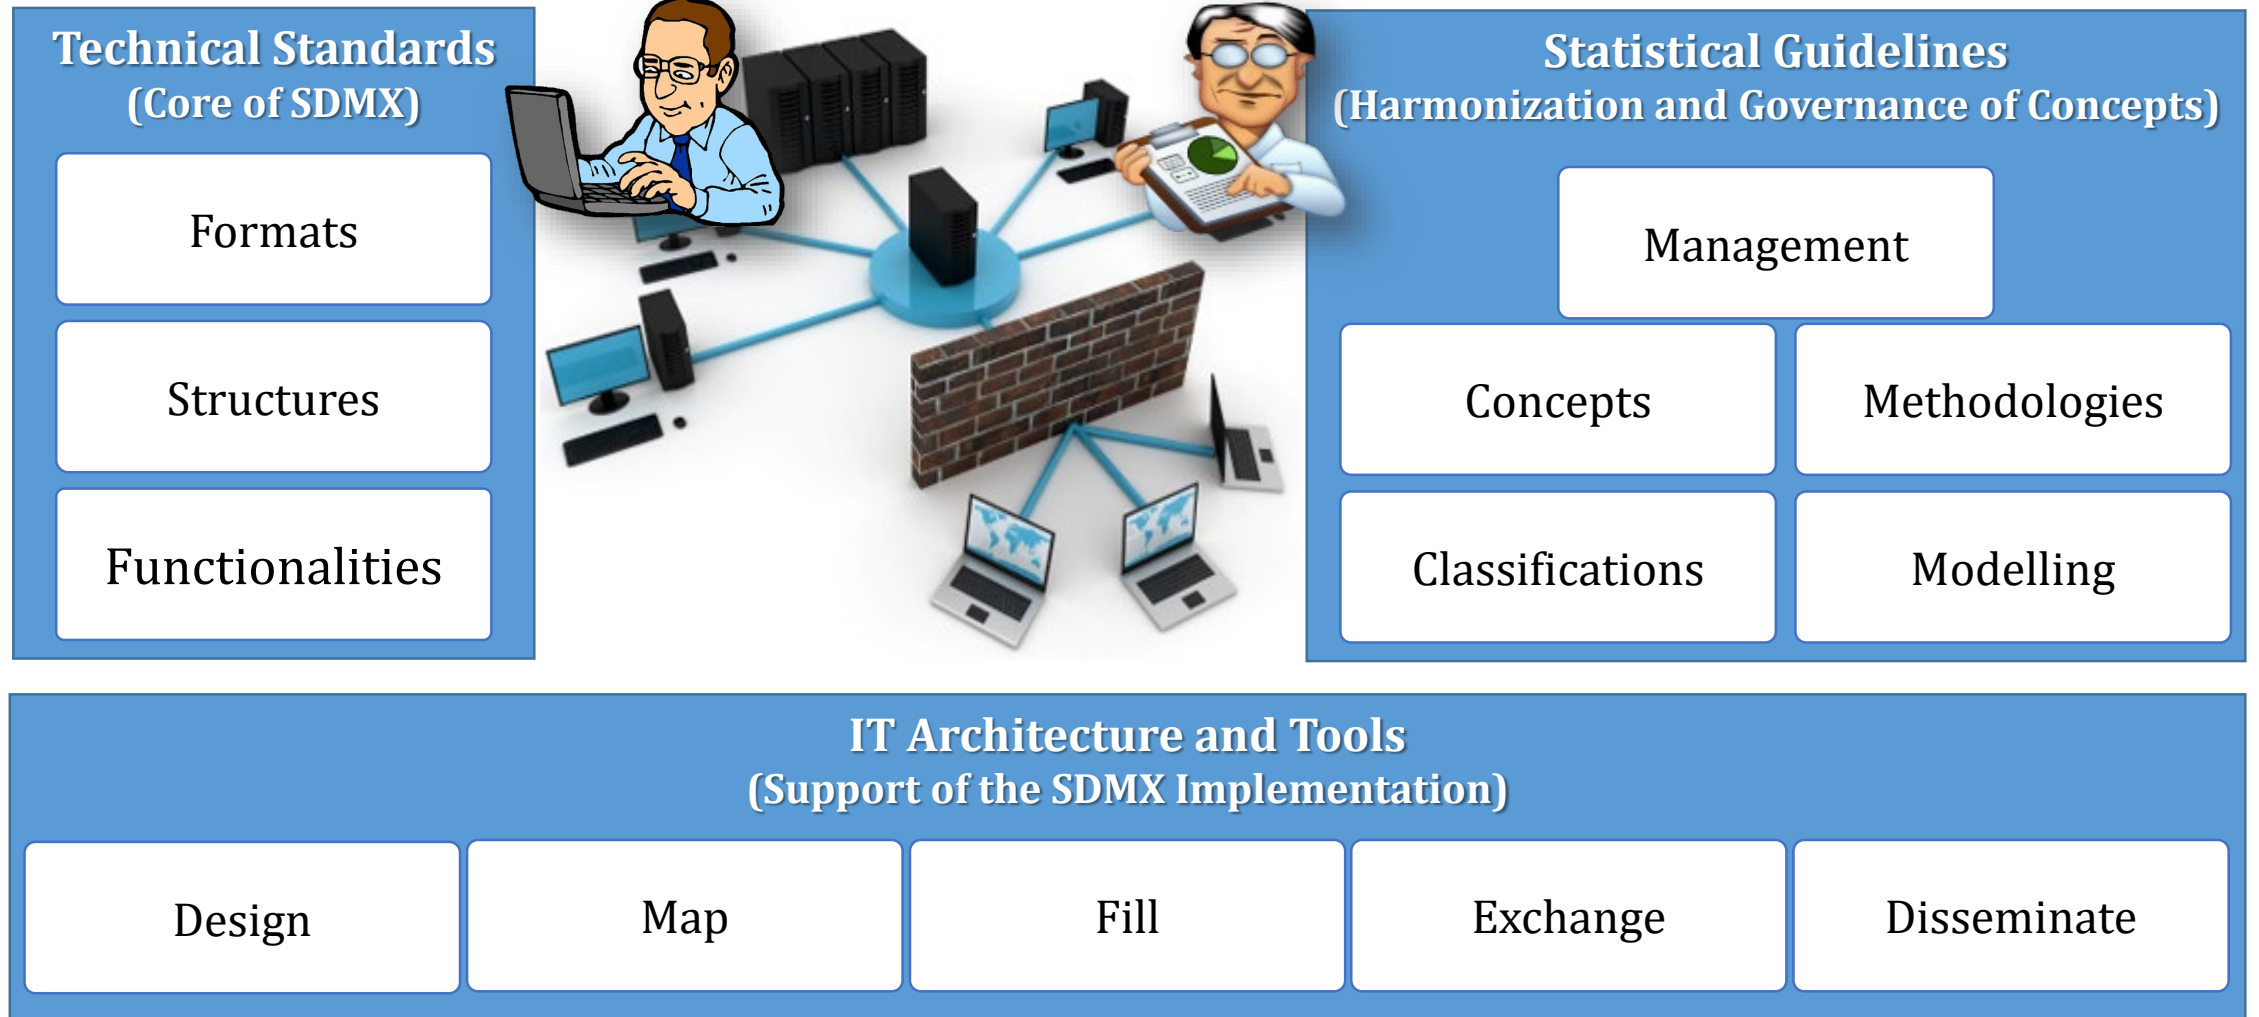 Technical Standards
(Core of SDMX)
Formats
Structures
Functionalities
Statistical Guidelines
(Harmonization and Governance of Concepts)
Management
Concepts
Methodologies
Classifications
Modelling
IT Architecture and Tools
(Support of the SDMX Implementation)
Design
Map
Fill
Exchange
Disseminate